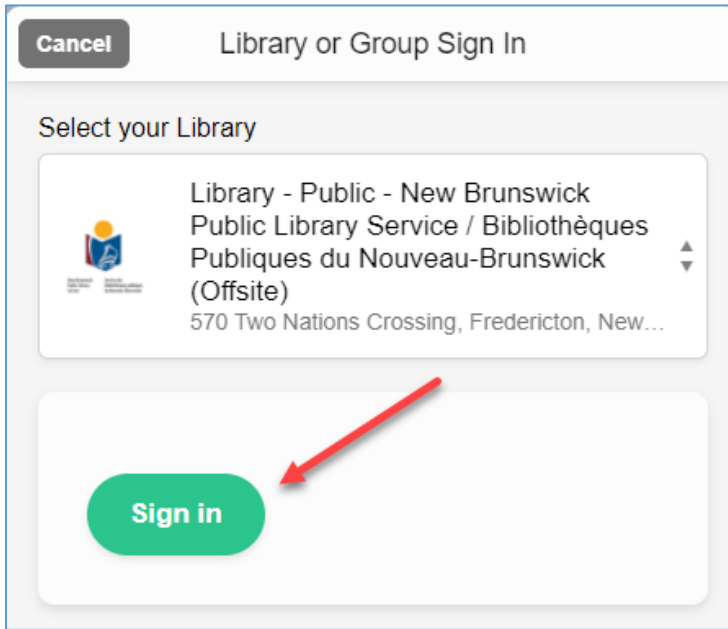 Cancel
Library or Group Sign In
Select your Library
Library - Public - New Brunswick
Public Library Service / Bibliothèques
Publiques du Nouveau-Brunswick
(Offsite)
570 Two Nations Crossing, Fredericton, New...
Sign in